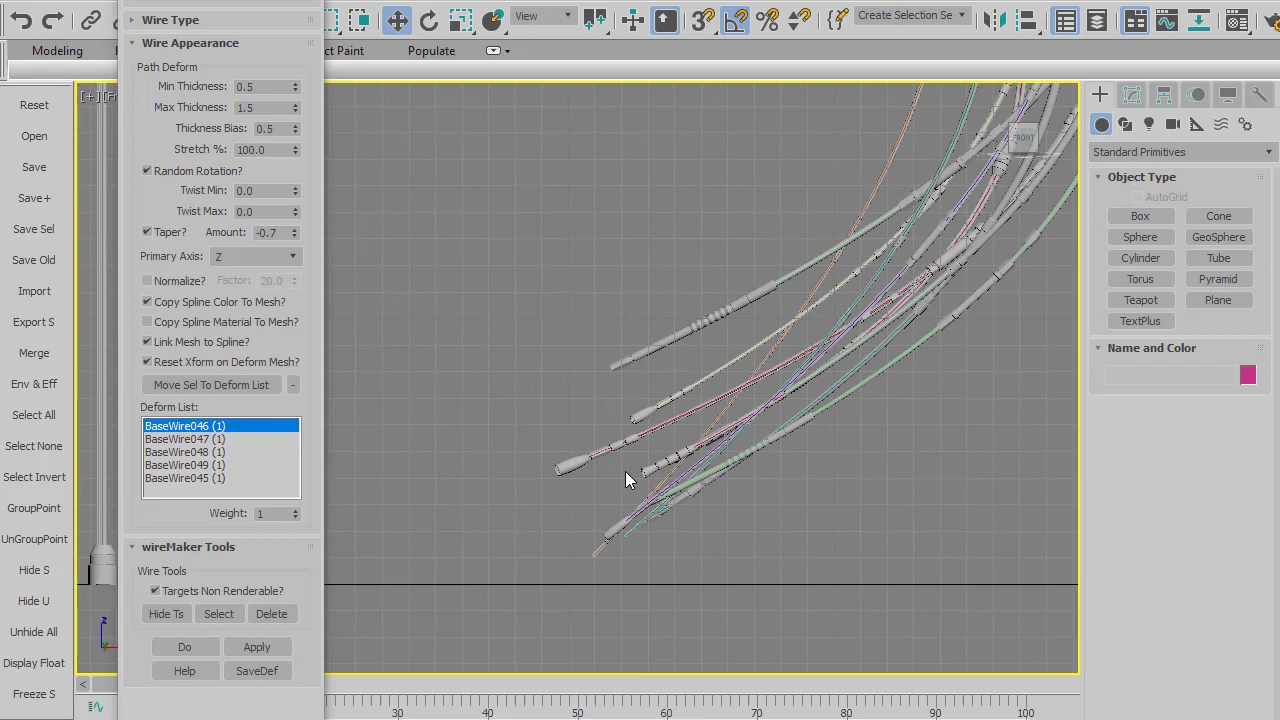 View
Create Selection Se
Modeling
ct Paint
Populate
Reset
Open
Save
Save+
Save Sel
Save Old
Import
Export S
Merge
Env & Eff
Select All
Select None
Select Invert
GroupPoint
UnGroupPoint
Hide S
Hide U
Unhide All
Display Float
Freeze S
Wire Type
Wire Appearance
Path Deform
Min Thickness: 0.5
Max Thickness: 1.5
Thickness Bias: 0.5
Stretch %: 100.0
Random Rotation?
Twist Min: 0.0
Twist Max: 0.0
Taper? Amount: -0.7
Primary Axis: Z
Normalize? Factor: 20.0
Copy Spline Color To Mesh?
Copy Spline Material To Mesh?
Link Mesh to Spline?
Reset Xform on Deform Mesh?
Move Sel To Deform List -
Deform List:
BaseWire046 (1)
BaseWire047 (1)
BaseWire048 (1)
BaseWire049 (1)
BaseWire045 (1)
Weight: 1
wireMaker Tools
Wire Tools
Targets Non Renderable?
Hide Ts Select Delete
Do Apply
Help SaveDef
FRONT
z
30 40 50 60 70 80 90 100
Standard Primitives
Object Type
AutoGrid
Box Cone
Sphere GeoSphere
Cylinder Tube
Torus Pyramid
Teapot Plane
TextPlus
Name and Color